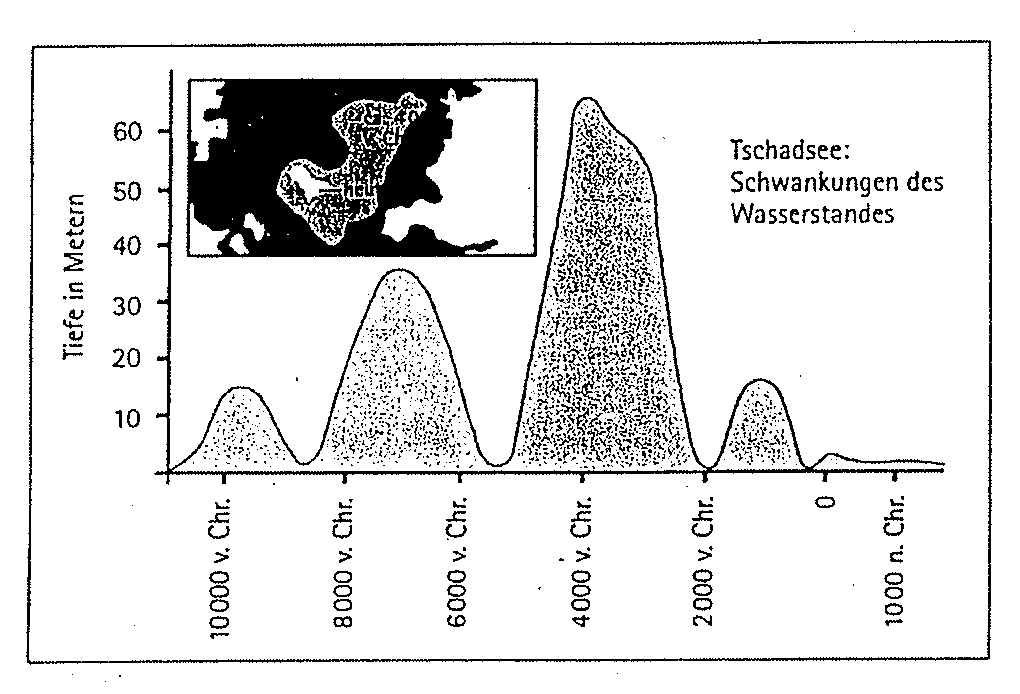 Tschadsee:
Schwankungen des
Wasserstandes
Tiefe in Metern
60
50
40
30
20
10
10000 v. Chr.
8000 v. Chr.
6000 v. Chr.
4000 v. Chr.
2000 v. Chr.
0
1000 n. Chr.